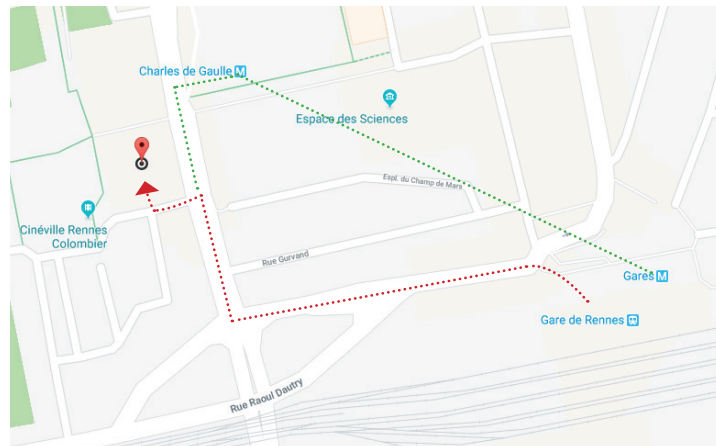 Charles de Gaulle M
Espace des Sciences
Espl. du Champ de Mars
Cinéville Rennes
Colombier
Rue Gurvand
Gares M
Gare de Rennes
Rue Raoul Dautry